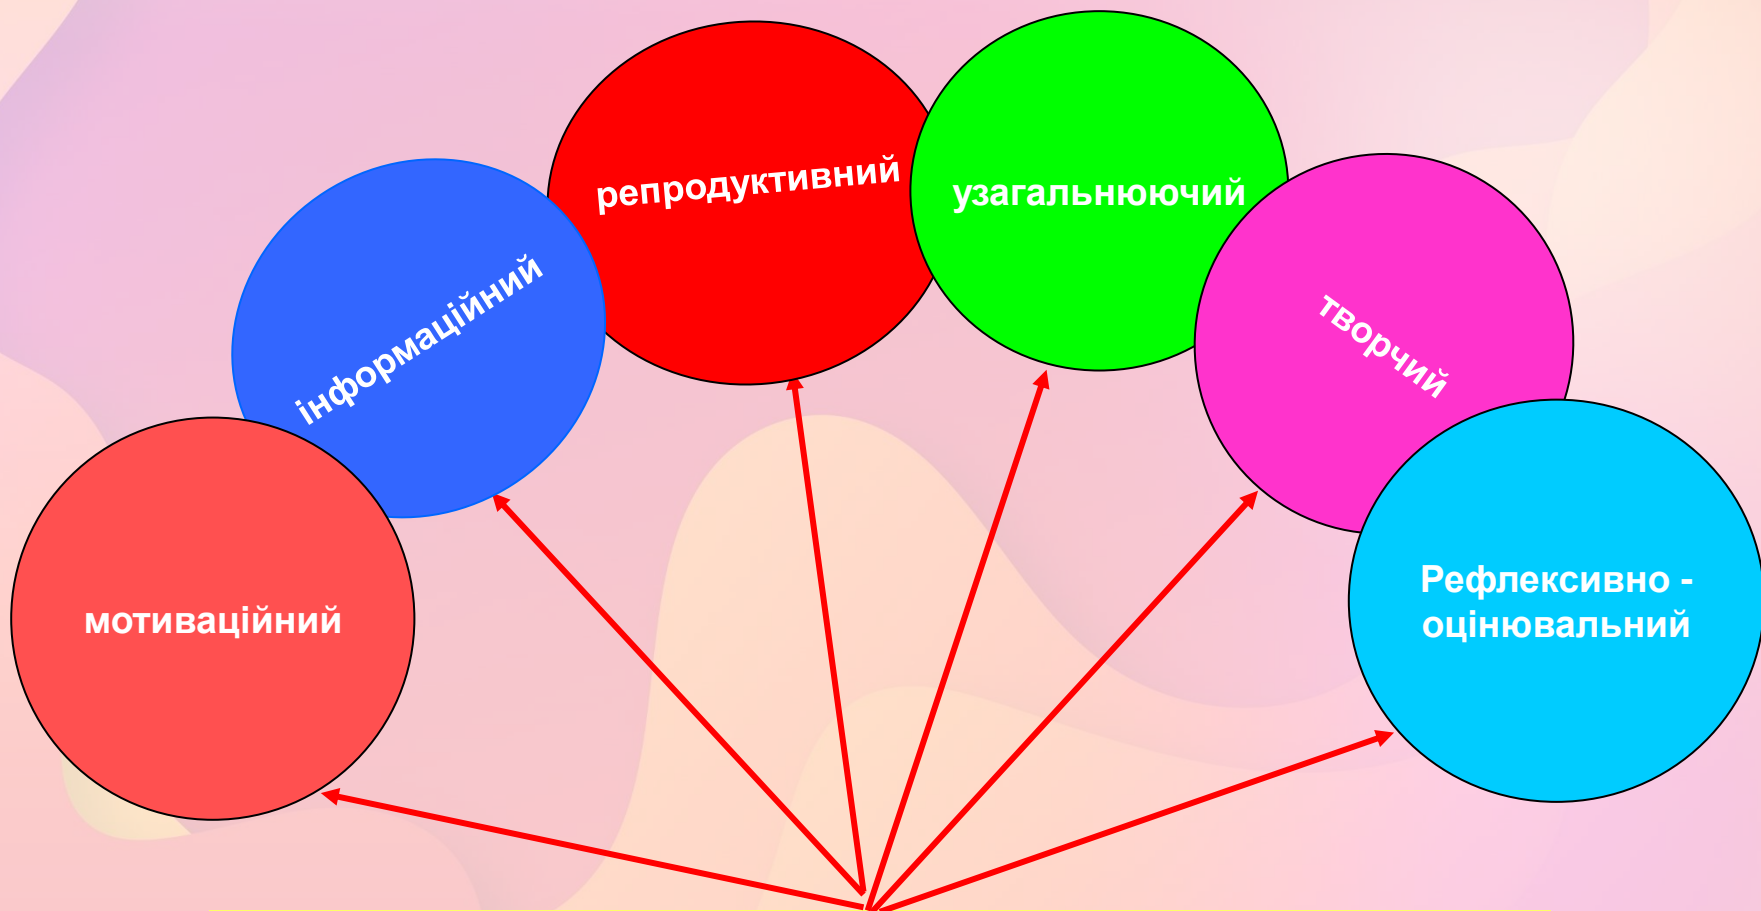 мотиваційний
інформаційний
репродуктивний
узагальнюючий
творчий
Рефлексивно -
оцінювальний